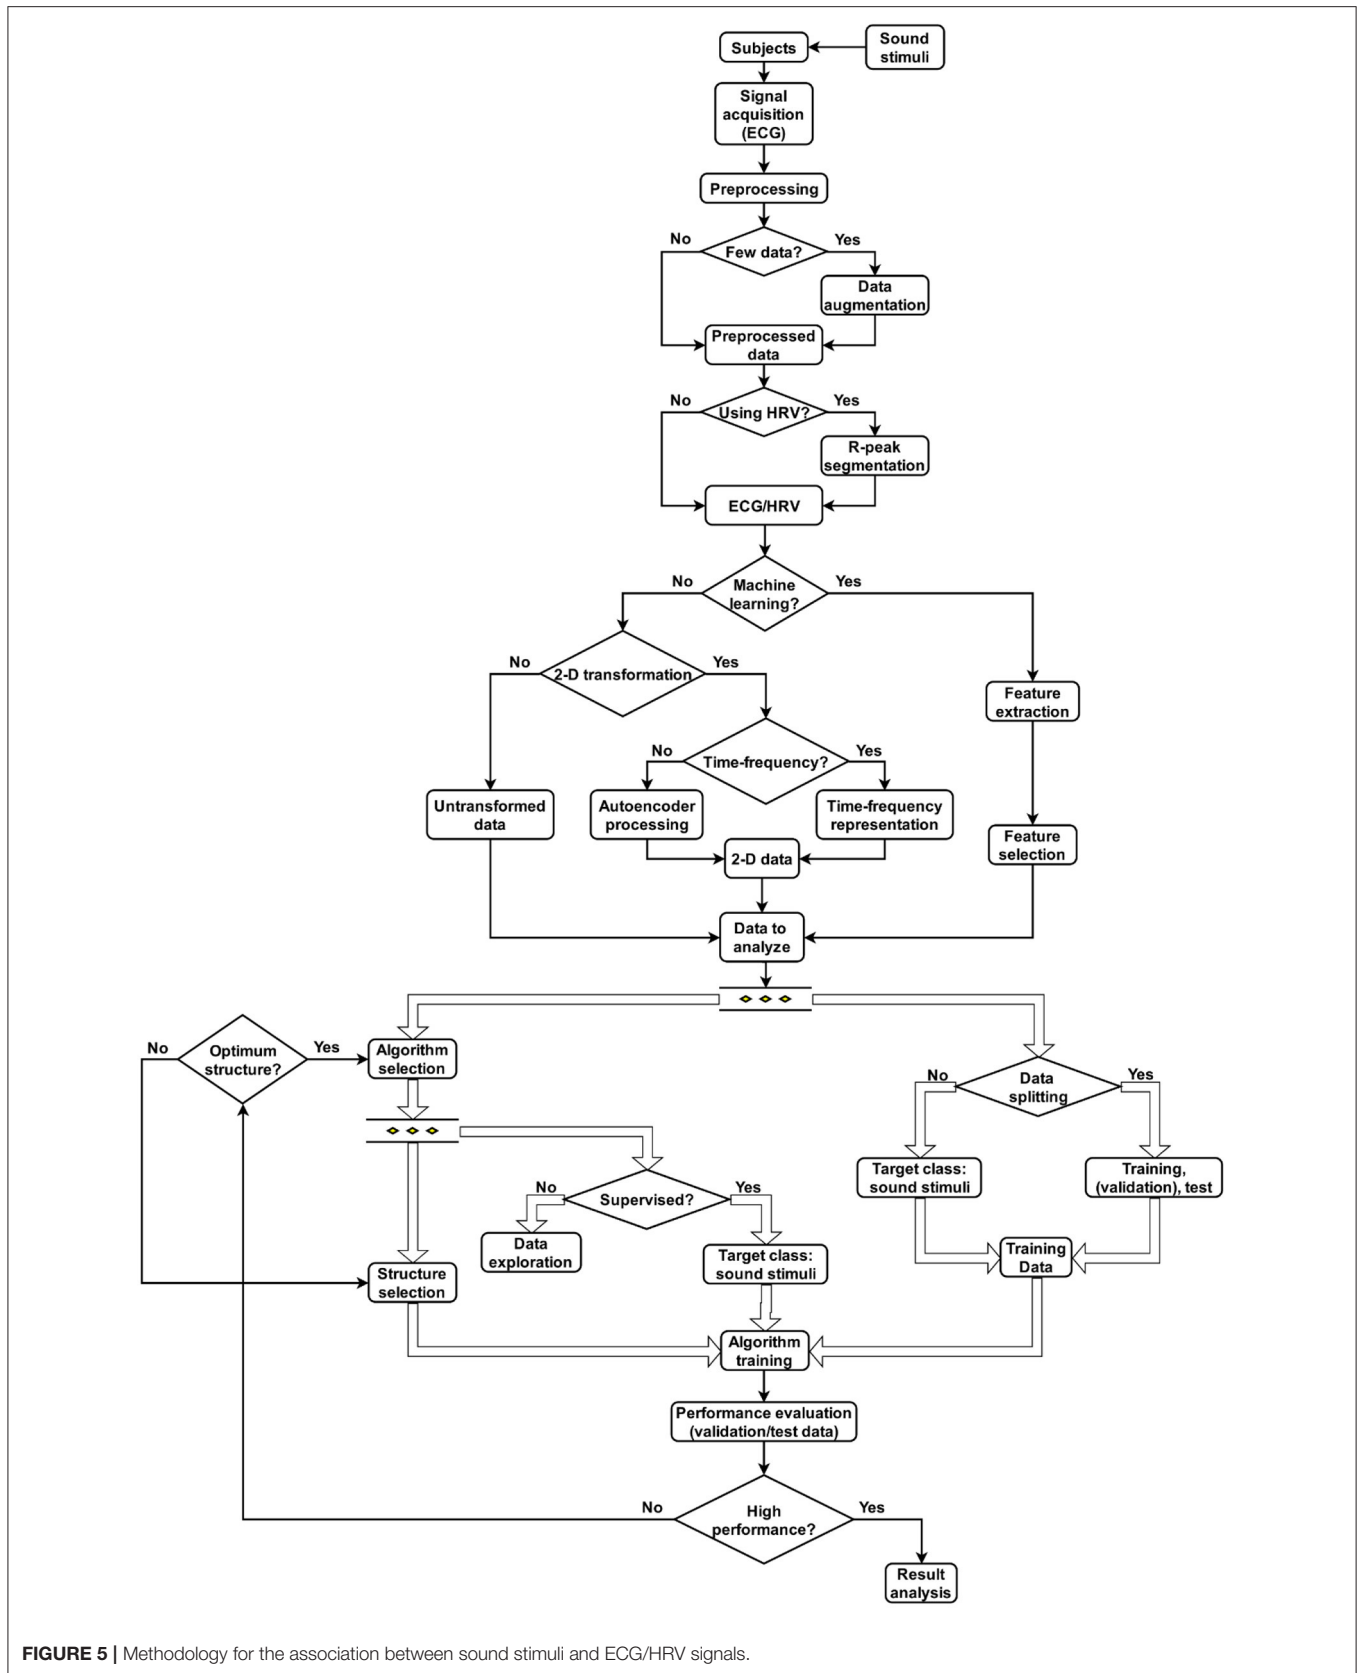 Subjects
Sound
stimuli
Signal
acquisition
(ECG)
Preprocessing
No
Few data?
Yes
Data
augmentation
Preprocessed
data
No
Using HRV?
Yes
R-peak
segmentation
ECG/HRV
No
Machine
learning?
Yes
No
2-D transformation
Yes
Feature
extraction
No
Time-frequency?
Yes
Untransformed
data
Autoencoder
processing
Time-frequency
representation
Feature
selection
2-D data
Data to
analyze
No
Optimum
structure?
Yes
Algorithm
selection
No
Data
splitting
Yes
Target class:
sound stimuli
Training,
(validation), test
No
Supervised?
Yes
Data
exploration
Target class:
sound stimuli
Training
Data
Structure
selection
Algorithm
training
Performance evaluation
(validation/test data)
No
High
performance?
Yes
Result
analysis
FIGURE 5 | Methodology for the association between sound stimuli and ECG/HRV signals.